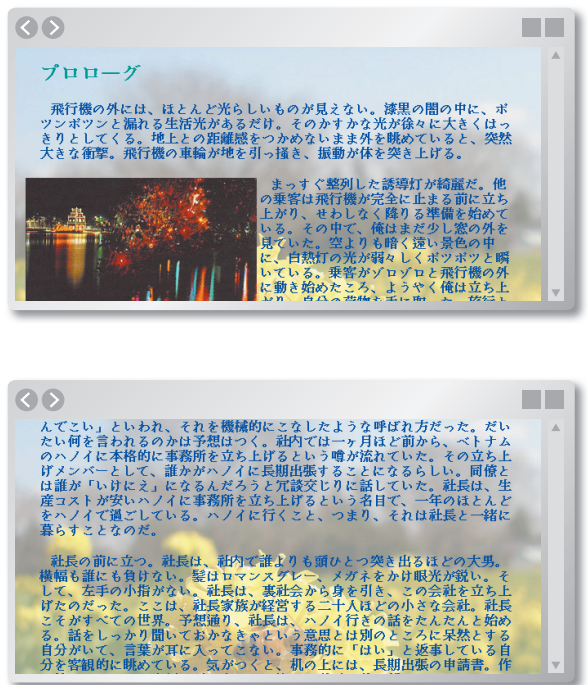 プロローグ
飛行機の外には、ほとんど光らしいものが見えない。漆黒の闇の中に、ポ
ツンポツンと漏れる生活光があるだけ。そのかすかな光が徐々に大きくはっ
きりとしてくる。地上との距離感をつかめないまま外を眺めていると、突然
大きな衝撃。飛行機の車輪が地を引っ掻き、振動が体を突き上げる。
まっすぐ整列した誘導灯が綺麗だ。他
の乗客は飛行機が完全に止まる前に立ち
上がり、せわしなく降りる準備を始めて
いる。その中で、俺はまだ少し窓の外を
見ていた。空よりも暗く遠い景色の中
に、白熱灯の光が弱々しくポツポツと瞬
いている。乗客がゾロゾロと飛行機の外
に動き始めたころ、ようやく俺は立ち上
んでこい」といわれ、それを機械的にこなしたような呼ばれ方だった。だい
たい何を言われるのかは予想はつく。社内では一ヶ月ほど前から、ベトナム
のハノイに本格的に事務所を立ち上げるという噂が流れていた。その立ち上
げメンバーとして、誰かがハノイに長期出張することになるらしい。同僚と
は誰が「いけにえ」になるんだろうと冗談交じりに話していた。社長は、生
産コストが安いハノイに事務所を立ち上げるという名目で、一年のほとんど
をハノイで過ごしている。ハノイに行くこと、つまり、それは社長と一緒に
暮らすことなのだ。
社長の前に立つ。社長は、社内で誰よりも頭ひとつ突き出るほどの大男。
横幅も誰にも負けない。髪はロマンスグレー、メガネをかけ眼光が鋭い。そ
して、左手の小指がない。社長は、裏社会から身を引き、この会社を立ち上
げたのだった。ここは、社長家族が経営する二十人ほどの小さな会社。社長
こそがすべての世界。予想通り、社長は、ハノイ行きの話をたんたんと始め
る。話をしっかり聞いておかなきゃという意思とは別のところに呆然とする
自分がいて、言葉が耳に入ってこない。事務的に「はい」と返事している自
分を客観的に眺めている。気がつくと、机の上には、長期出張の申請書。作